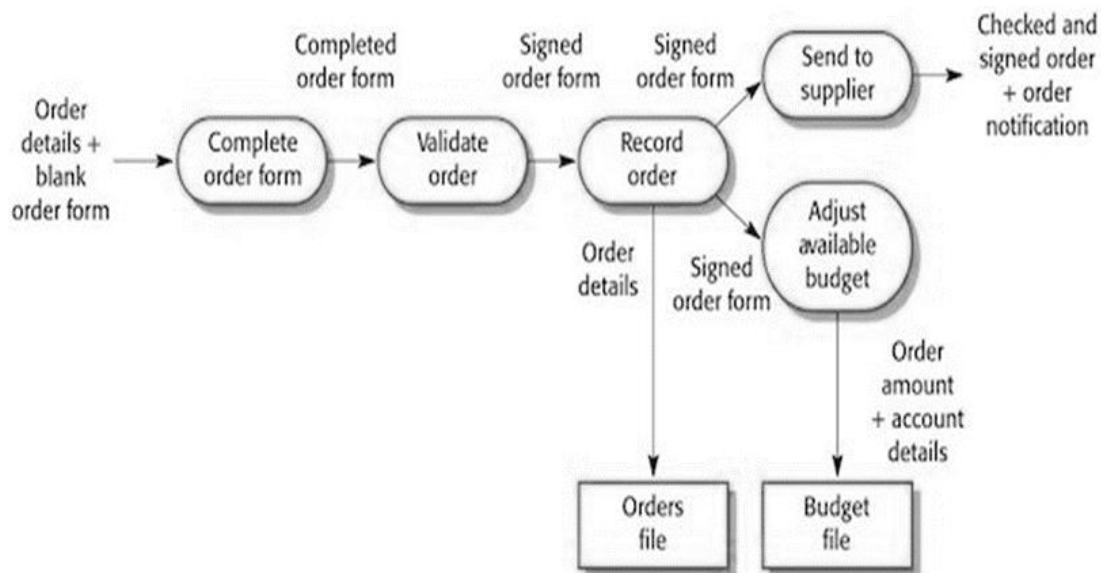 Order
details +
blank
order form
Complete
order form
Completed
order form
Validate
order
Signed
order form
Record
order
Signed
order form
Send to
supplier
Checked and
signed order
+ order
notification
Order
details
Signed
order form
Adjust
available
budget
Order
amount
+ account
details
Orders
file
Budget
file